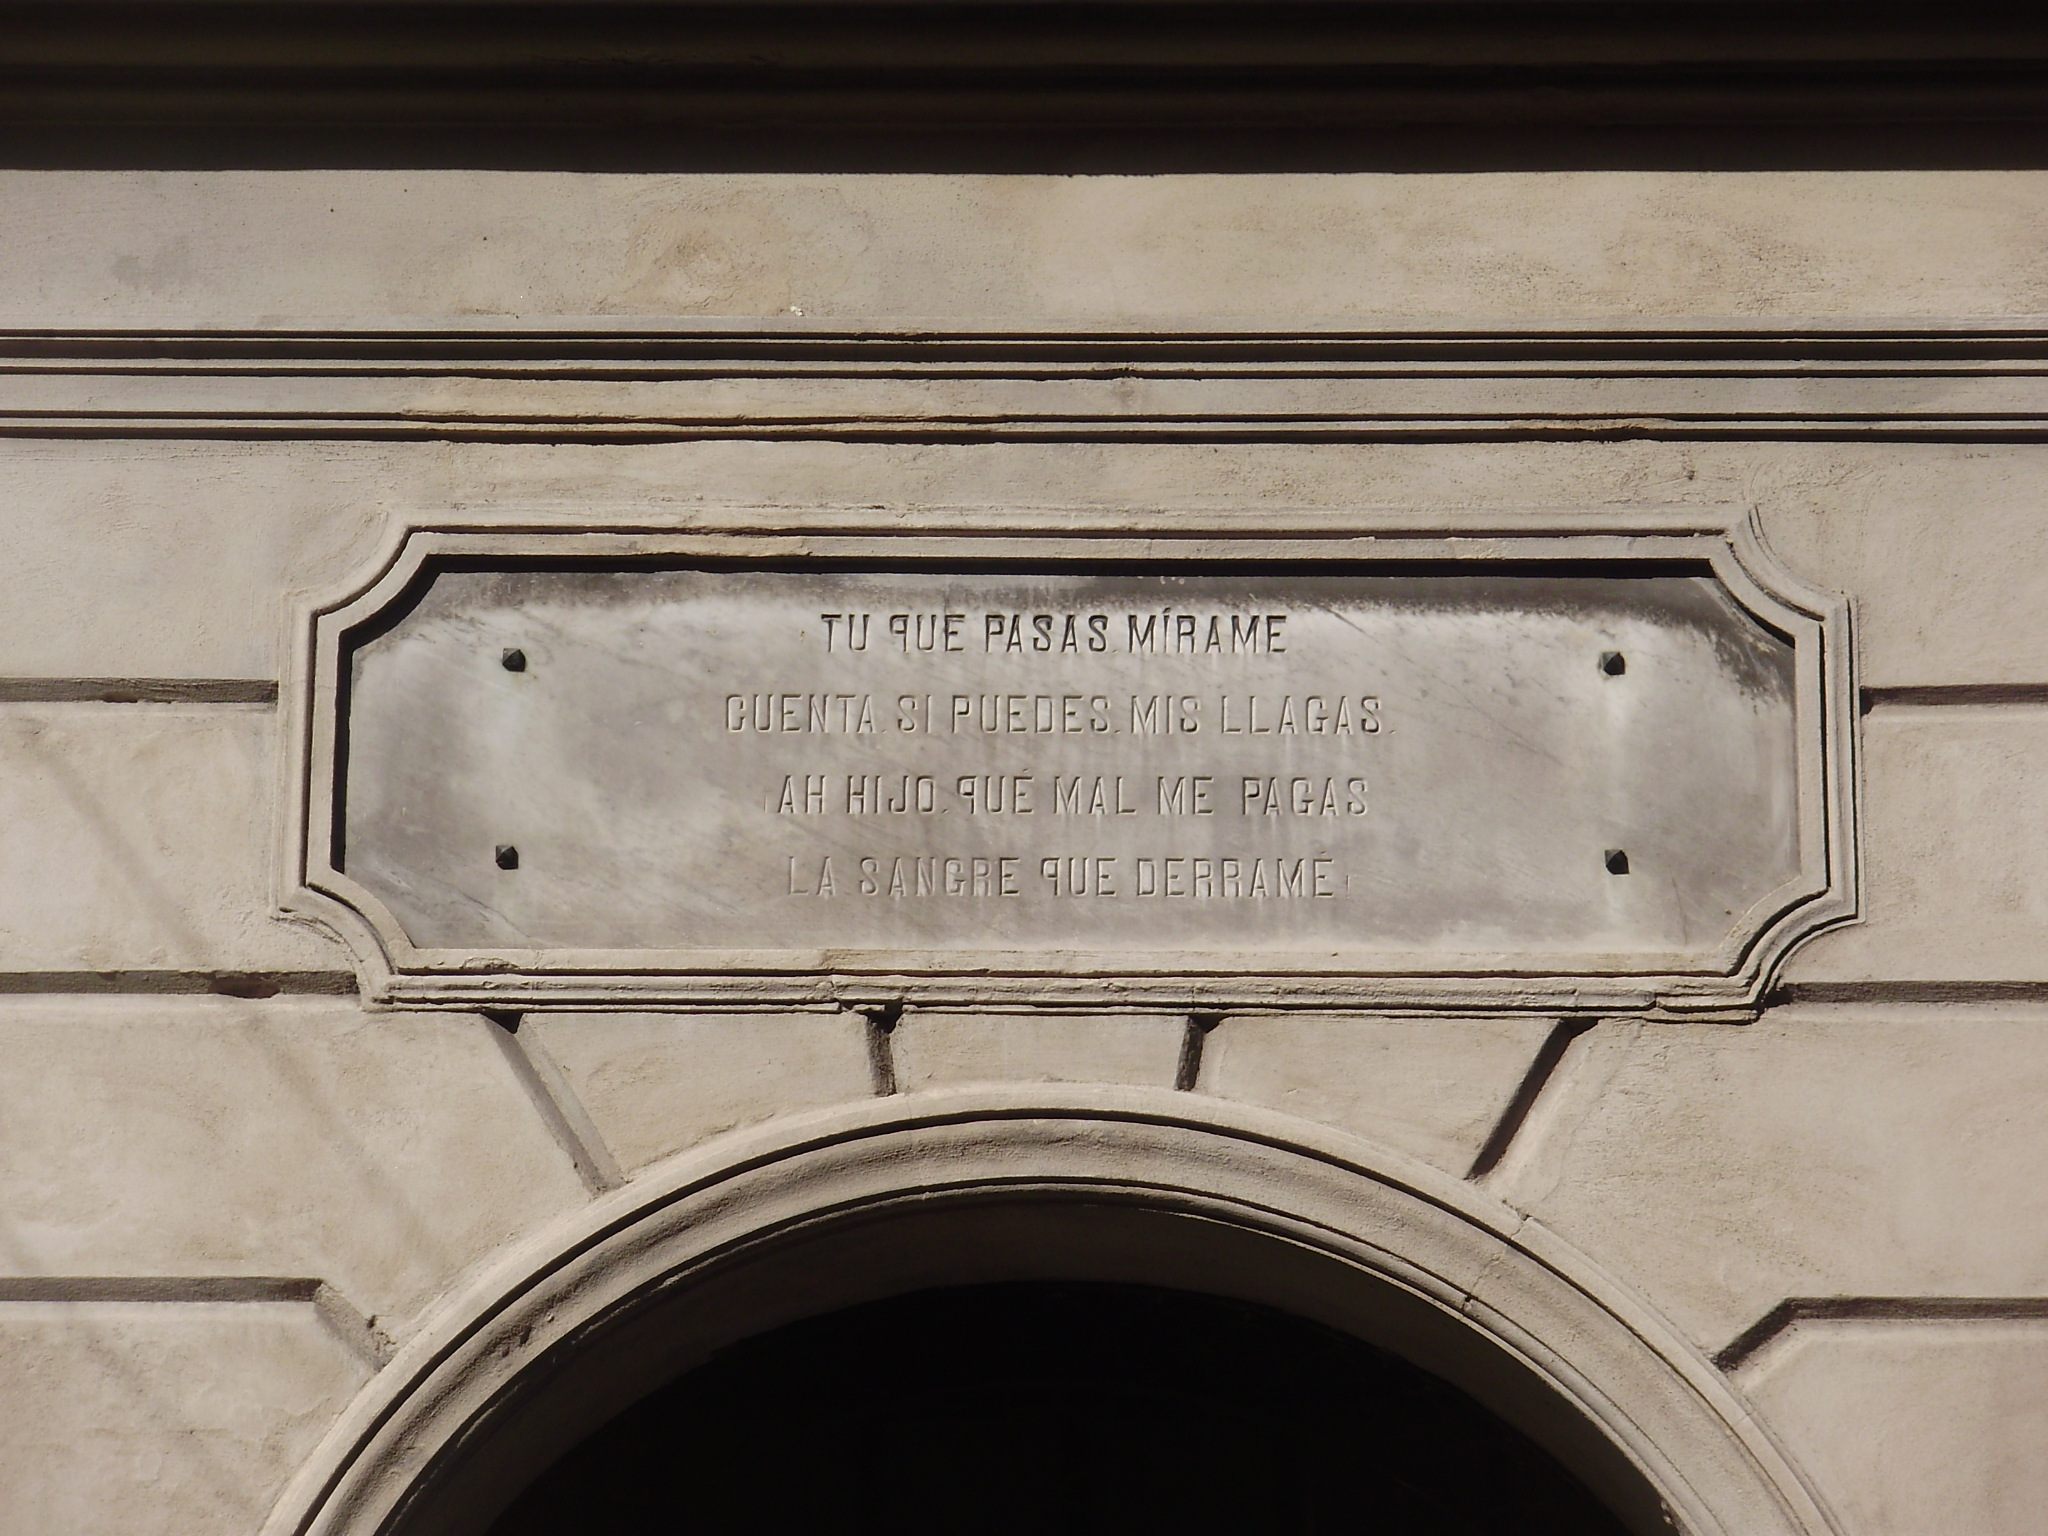 TU QUE PASAS, MÍRAME
CUENTA, SI PUEDES, MIS LLAGAS.
¡AH HIJO, QUÉ MAL ME PAGAS
LA SANGRE QUE DERRAMÉ!